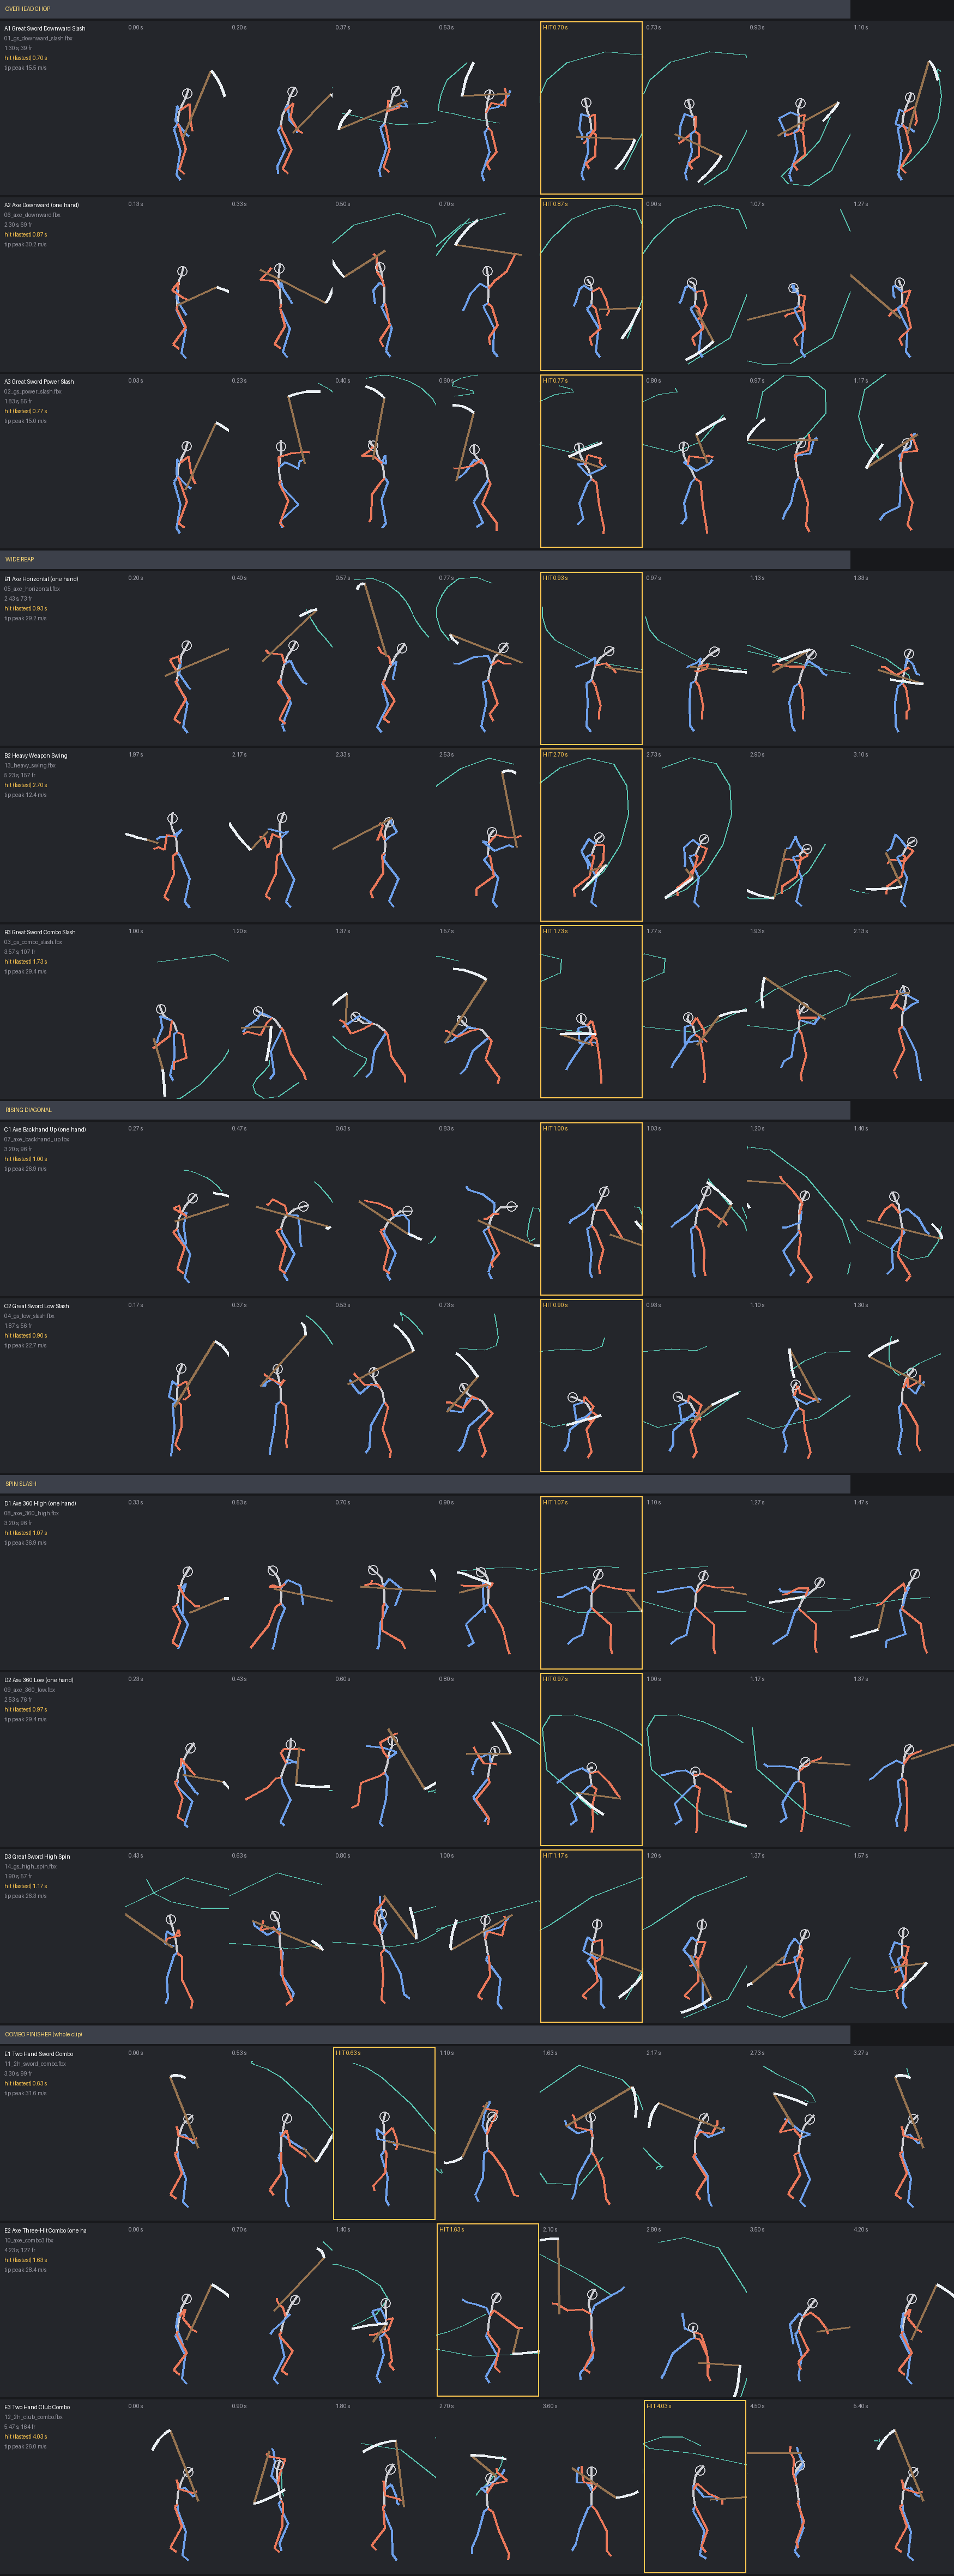 OVERHEAD CHOP
A1 Great Sword Downward Slash
01_gs_downward_slash.fbx
1.30 s, 39 fr
hit (fastest) 0.70 s
tip peak 15.5 m/s
0.00 s 0.20 s 0.37 s 0.53 s HIT 0.70 s 0.73 s 0.93 s 1.10 s
A2 Axe Downward (one hand)
06_axe_downward.fbx
2.30 s, 69 fr
hit (fastest) 0.87 s
tip peak 30.2 m/s
0.13 s 0.33 s 0.50 s 0.70 s HIT 0.87 s 0.90 s 1.07 s 1.27 s
A3 Great Sword Power Slash
02_gs_power_slash.fbx
1.83 s, 55 fr
hit (fastest) 0.77 s
tip peak 15.0 m/s
0.03 s 0.23 s 0.40 s 0.60 s HIT 0.77 s 0.80 s 0.97 s 1.17 s
WIDE REAP
B1 Axe Horizontal (one hand)
05_axe_horizontal.fbx
2.43 s, 73 fr
hit (fastest) 0.93 s
tip peak 29.2 m/s
0.20 s 0.40 s 0.57 s 0.77 s HIT 0.93 s 0.97 s 1.13 s 1.33 s
B2 Heavy Weapon Swing
13_heavy_swing.fbx
5.23 s, 157 fr
hit (fastest) 2.70 s
tip peak 12.4 m/s
1.97 s 2.17 s 2.33 s 2.53 s HIT 2.70 s 2.73 s 2.90 s 3.10 s
B3 Great Sword Combo Slash
03_gs_combo_slash.fbx
3.57 s, 107 fr
hit (fastest) 1.73 s
tip peak 29.4 m/s
1.00 s 1.20 s 1.37 s 1.57 s HIT 1.73 s 1.77 s 1.93 s 2.13 s
RISING DIAGONAL
C1 Axe Backhand Up (one hand)
07_axe_backhand_up.fbx
3.20 s, 96 fr
hit (fastest) 1.00 s
tip peak 26.9 m/s
0.27 s 0.47 s 0.63 s 0.83 s HIT 1.00 s 1.03 s 1.20 s 1.40 s
C2 Great Sword Low Slash
04_gs_low_slash.fbx
1.87 s, 56 fr
hit (fastest) 0.90 s
tip peak 22.7 m/s
0.17 s 0.37 s 0.53 s 0.73 s HIT 0.90 s 0.93 s 1.10 s 1.30 s
SPIN SLASH
D1 Axe 360 High (one hand)
08_axe_360_high.fbx
3.20 s, 96 fr
hit (fastest) 1.07 s
tip peak 36.9 m/s
0.33 s 0.53 s 0.70 s 0.90 s HIT 1.07 s 1.10 s 1.27 s 1.47 s
D2 Axe 360 Low (one hand)
09_axe_360_low.fbx
2.53 s, 76 fr
hit (fastest) 0.97 s
tip peak 29.4 m/s
0.23 s 0.43 s 0.60 s 0.80 s HIT 0.97 s 1.00 s 1.17 s 1.37 s
D3 Great Sword High Spin
14_gs_high_spin.fbx
1.90 s, 57 fr
hit (fastest) 1.17 s
tip peak 26.3 m/s
0.43 s 0.63 s 0.80 s 1.00 s HIT 1.17 s 1.20 s 1.37 s 1.57 s
COMBO FINISHER (whole clip)
E1 Two Hand Sword Combo
11_2h_sword_combo.fbx
3.30 s, 99 fr
hit (fastest) 0.63 s
tip peak 31.6 m/s
0.00 s 0.53 s HIT 0.63 s 1.10 s 1.63 s 2.17 s 2.73 s 3.27 s
E2 Axe Three-Hit Combo (one ha
10_axe_combo3.fbx
4.23 s, 127 fr
hit (fastest) 1.63 s
tip peak 28.4 m/s
0.00 s 0.70 s 1.40 s HIT 1.63 s 2.10 s 2.80 s 3.50 s 4.20 s
E3 Two Hand Club Combo
12_2h_club_combo.fbx
5.47 s, 164 fr
hit (fastest) 4.03 s
tip peak 26.0 m/s
0.00 s 0.90 s 1.80 s 2.70 s 3.60 s HIT 4.03 s 4.50 s 5.40 s